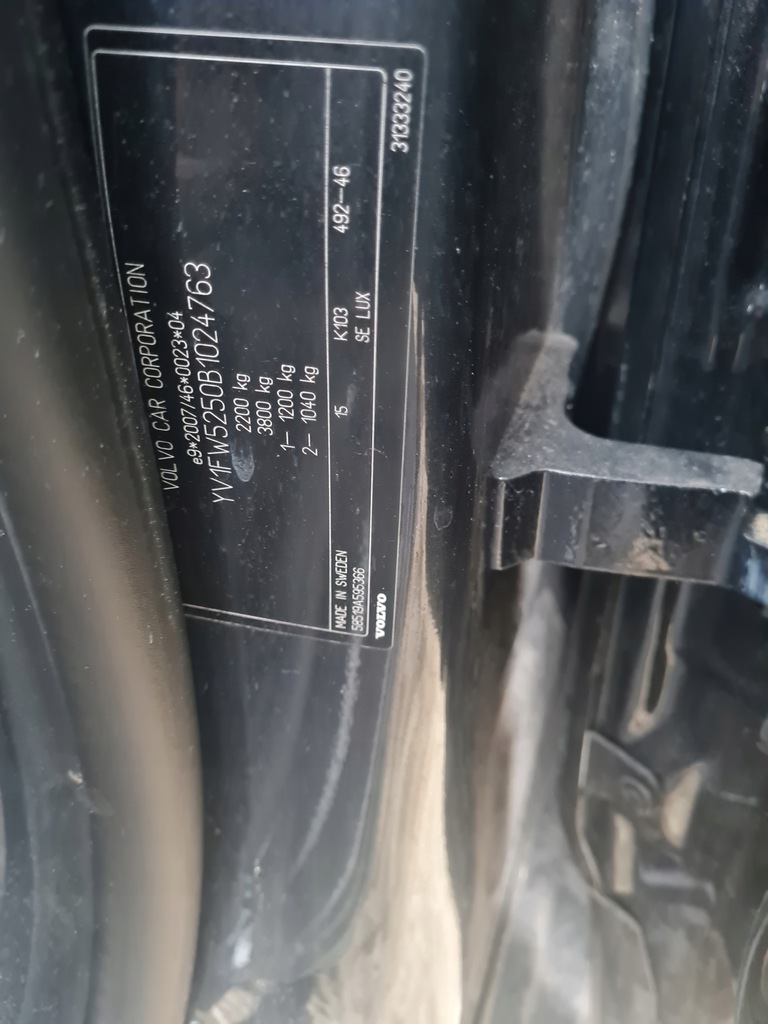 VOLVO CAR CORPORATION
e9*2007/46*0023*04
YV1FW5250B1024763
2200 kg
3800 kg
1– 1200 kg
2– 1040 kg
MADE IN SWEDEN 15 K103 492–46
58519A595366 SE LUX
VOLVO 31333240